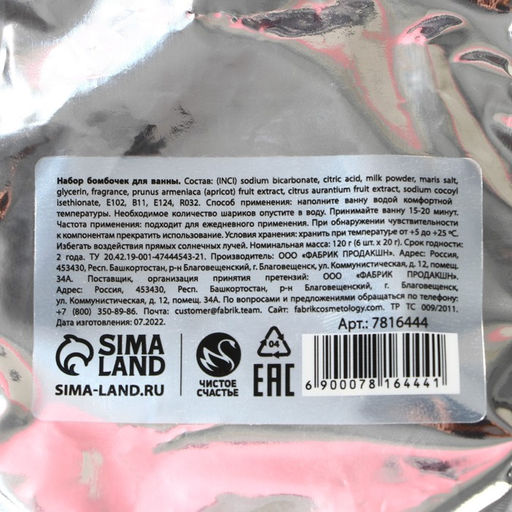 Набор бомбочек для ванны. Состав: (INCI) sodium bicarbonate, citric acid, milk powder, maris salt,
glycerin, fragrance, prunus armeniaca (apricot) fruit extract, citrus aurantium fruit extract, sodium cocoyl
isethionate, E102, B11, E124, R032. Способ применения: наполните ванну водой комфортной
температуры. Необходимое количество шариков опустите в воду. Принимайте ванну 15-20 минут.
Частота применения: подходит для ежедневного применения. При обнаружении чувствительности
к компонентам прекратить использование. Условия хранения: хранить при температуре от +5 до +25 °С.
Избегать воздействия прямых солнечных лучей. Номинальная масса: 120 г (6 шт. х 20 г). Срок годности:
2 года. ТУ 20.42.19-001-47444543-21. Производитель: ООО «ФАБРИК ПРОДАКШН». Адрес: Россия,
453430, Респ. Башкортостан, р-н Благовещенский, г. Благовещенск, ул. Коммунистическая, д. 12, помещ.
34А. Поставщик, организация принятия претензий: ООО «ФАБРИК ПРОДАКШН».
Адрес: Россия, 453430, Респ. Башкортостан, р-н Благовещенский, г. Благовещенск,
ул. Коммунистическая, д. 12, помещ. 34А. По вопросам и предложениям обращаться по телефону:
+7 (800) 350-89-86. Почта: customer@fabrik.team. Сайт: fabrikcosmetology.com. ТР ТС 009/2011.
Дата изготовления: 07.2022.
Арт.: 7816444
SIMA
LAND
SIMA-LAND.RU
ЧИСТОЕ
СЧАСТЬЕ
04
EAC
6 900078 164441